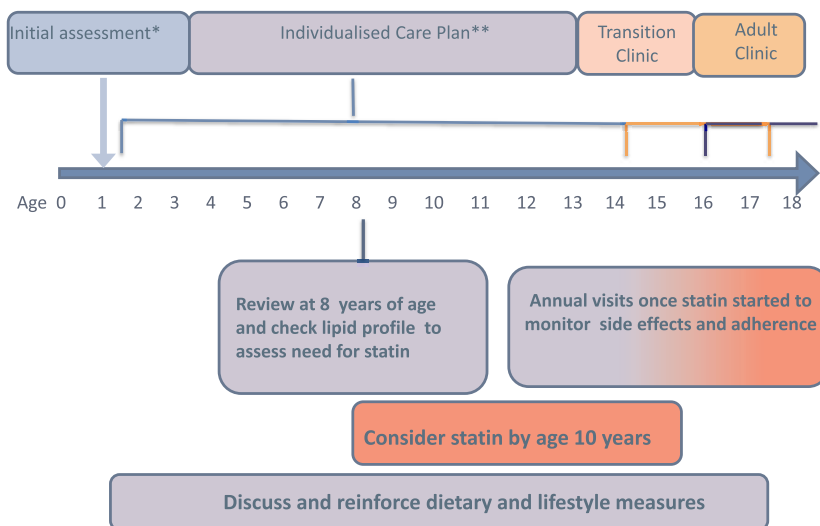 Initial assessment*
Individualised Care Plan**
Transition
Clinic
Adult
Clinic
Age 0 1 2 3 4 5 6 7 8 9 10 11 12 13 14 15 16 17 18
Review at 8 years of age
and check lipid profile to
assess need for statin
Annual visits once statin started to
monitor side effects and adherence
Consider statin by age 10 years
Discuss and reinforce dietary and lifestyle measures